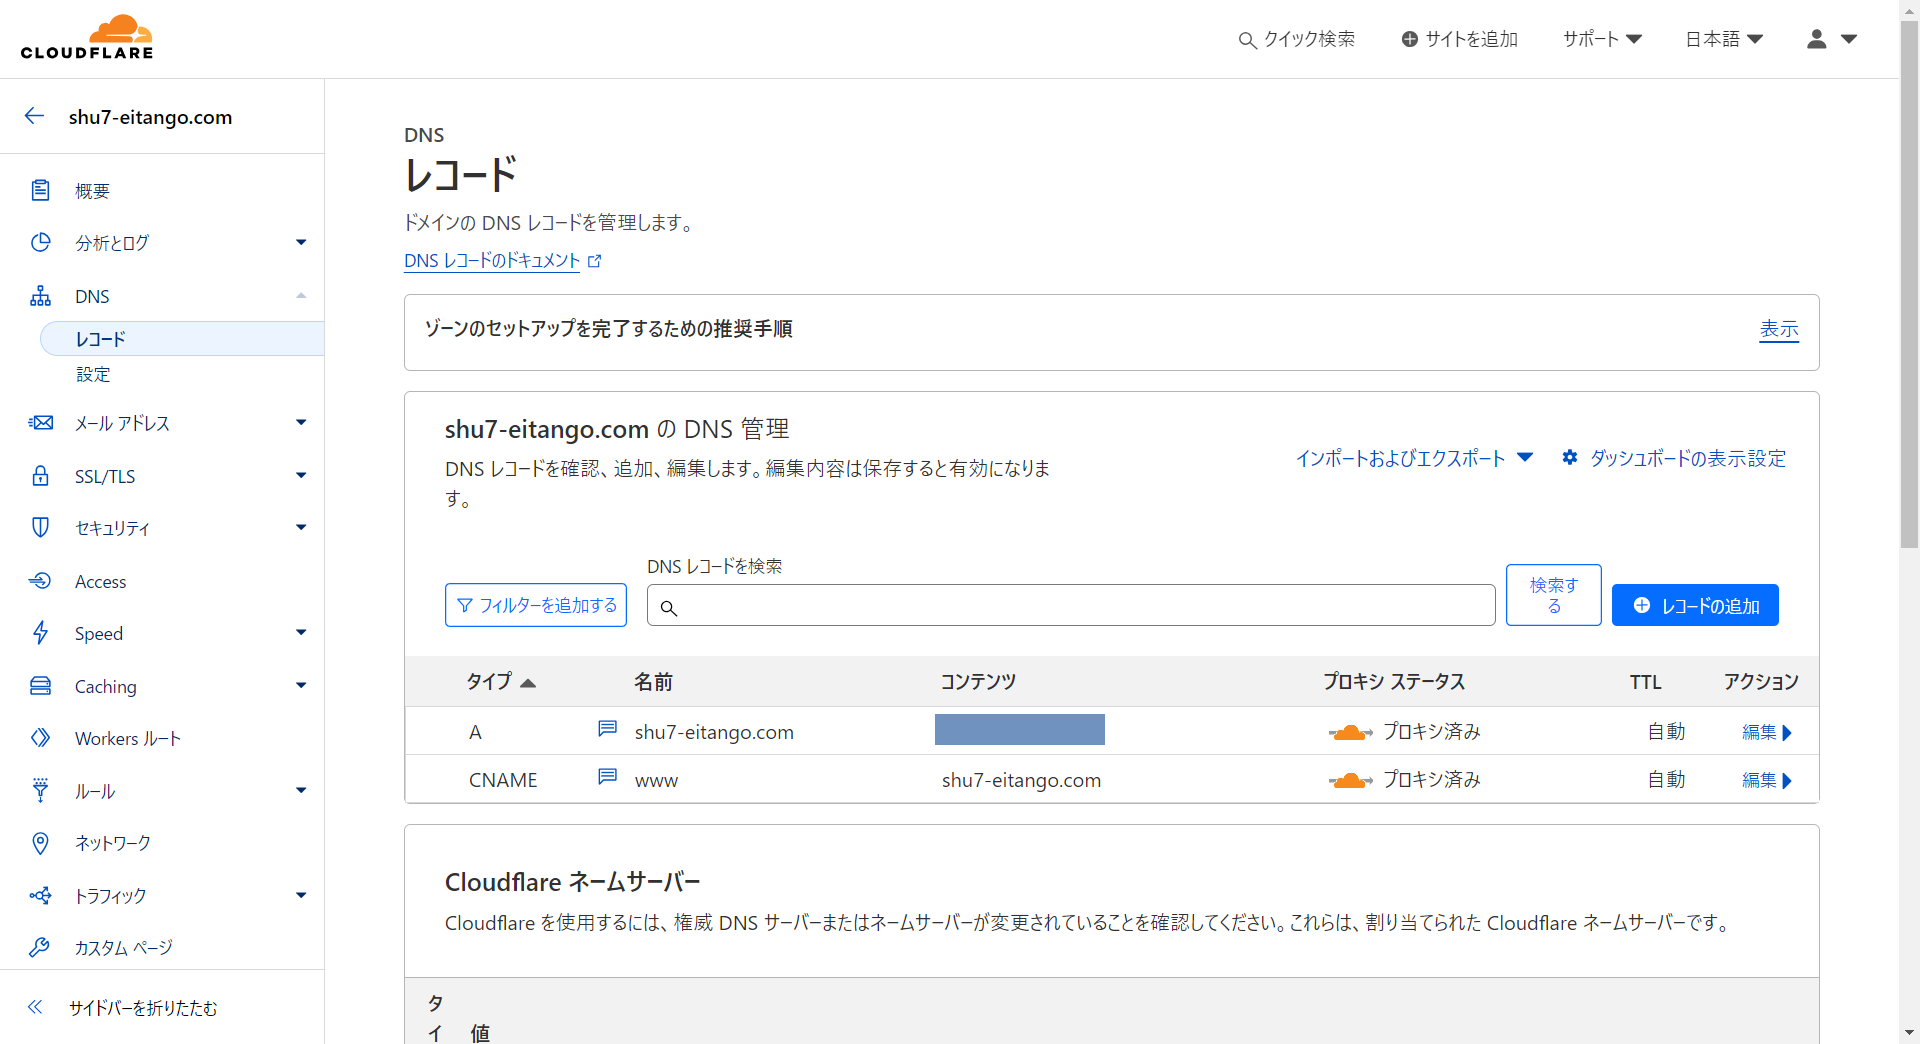 CLOUDFLARE
クイック検索
サイトを追加
サポート
日本語
shu7-eitango.com
概要
分析とログ
DNS
レコード
設定
メール アドレス
SSL/TLS
セキュリティ
Access
Speed
Caching
Workers ルート
ルール
ネットワーク
トラフィック
カスタム ページ
サイドバーを折りたたむ
DNS
レコード
ドメインの DNS レコードを管理します。
DNS レコードのドキュメント
ゾーンのセットアップを完了するための推奨手順
表示
shu7-eitango.com の DNS 管理
DNS レコードを確認、追加、編集します。編集内容は保存すると有効になりま
す。
インポートおよびエクスポート
ダッシュボードの表示設定
フィルターを追加する
DNS レコードを検索
検索す
る
レコードの追加
タイプ 名前 コンテンツ プロキシ ステータス TTL アクション
A shu7-eitango.com プロキシ済み 自動 編集
CNAME www shu7-eitango.com プロキシ済み 自動 編集
Cloudflare ネームサーバー
Cloudflare を使用するには、権威 DNS サーバーまたはネームサーバーが変更されていることを確認してください。これらは、割り当てられた Cloudflare ネームサーバーです。
タ
イ 値